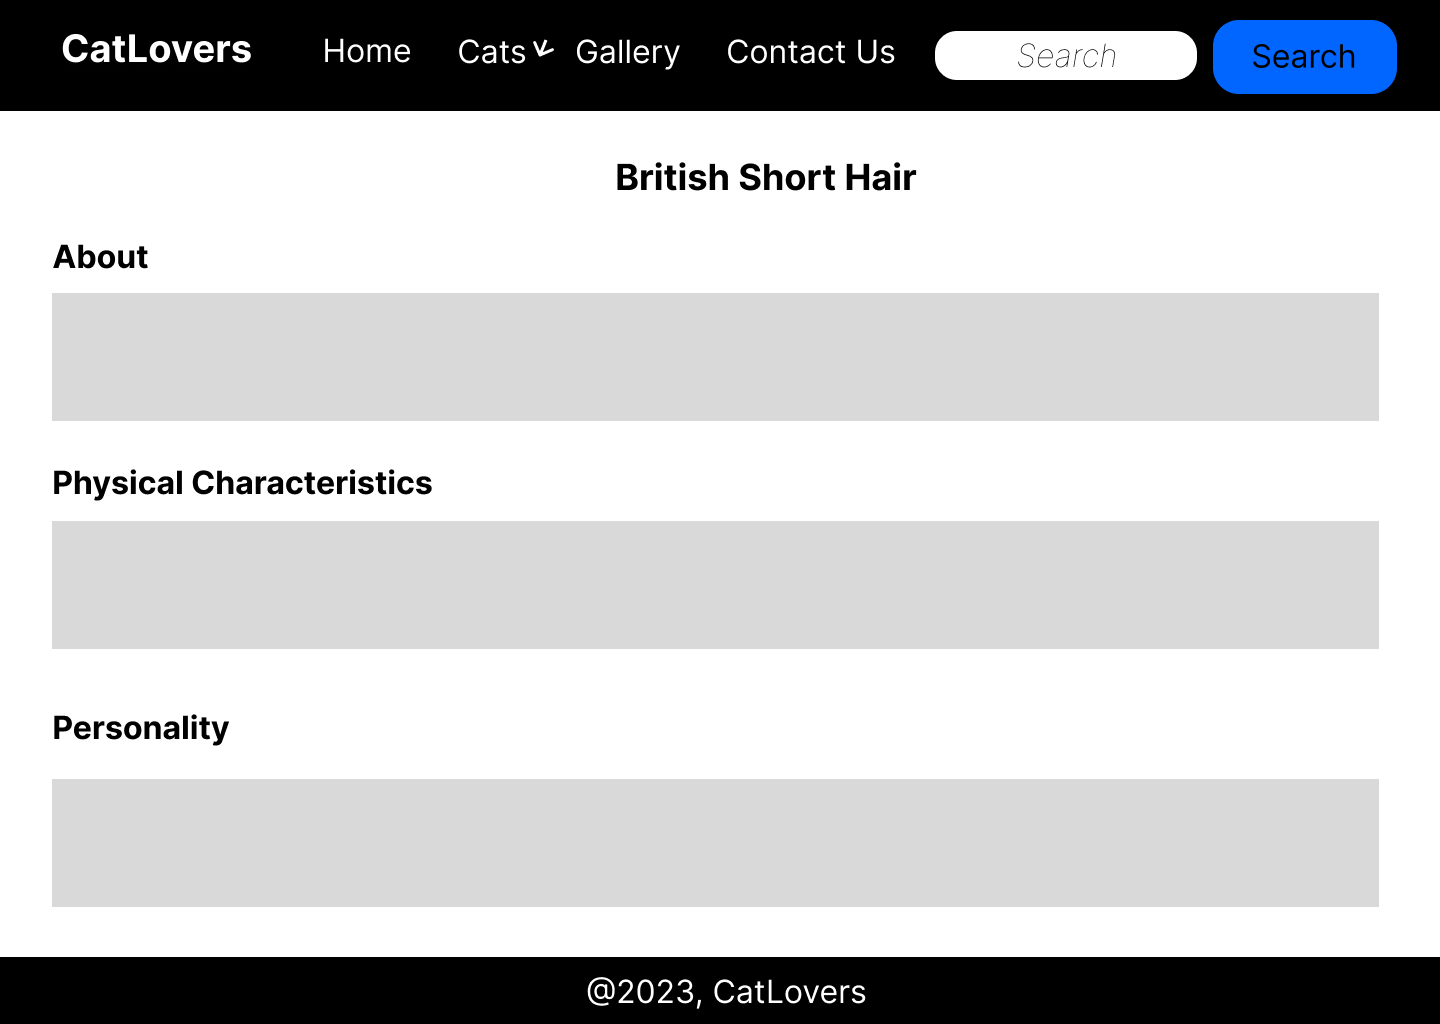 CatLovers Home Cats Gallery Contact Us Search Search
British Short Hair
About
Physical Characteristics
Personality
@2023, CatLovers